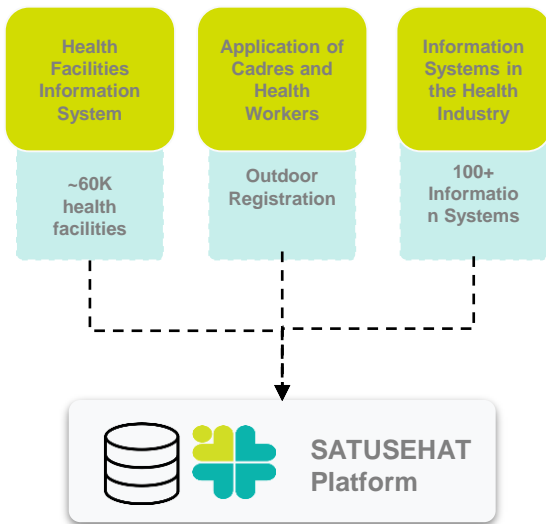 Health
Facilities
Information
System
Application of
Cadres and
Health
Workers
Information
Systems in
the Health
Industry
~60K
health
facilities
Outdoor
Registration
100+
Informatio
n Systems
SATUSEHAT
Platform